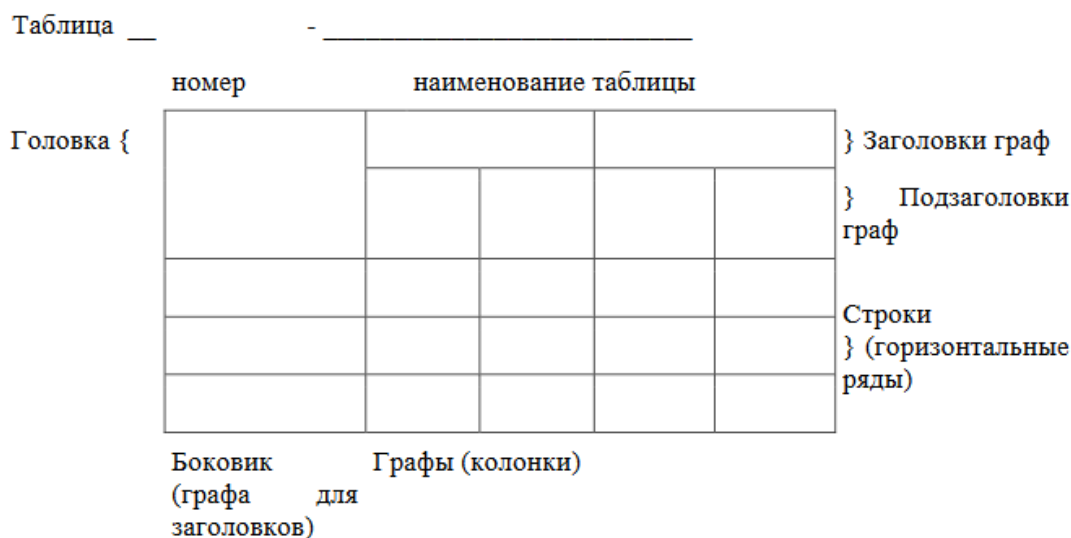 Таблица __ - __________________________
номер наименование таблицы
Головка {
} Заголовки граф
} Подзаголовки
граф
Строки
} (горизонтальные
ряды)
Боковик Графы (колонки)
(графа для
заголовков)